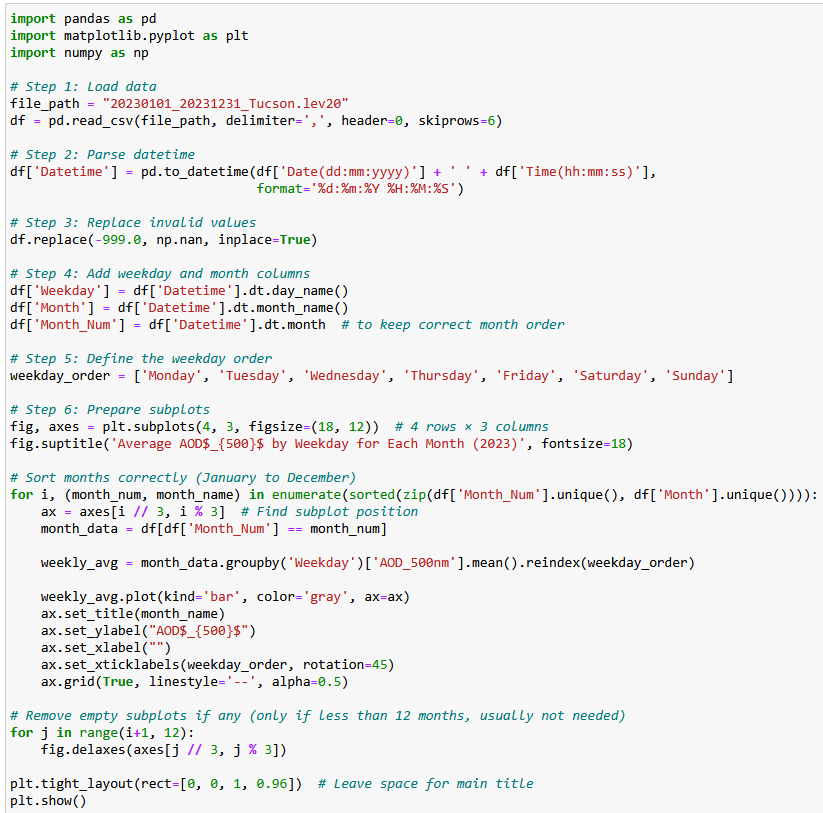 import pandas as pd
import matplotlib.pyplot as plt
import numpy as np

# Step 1: Load data
file_path = "20230101_20231231_Tucson.lev20"
df = pd.read_csv(file_path, delimiter=',', header=0, skiprows=6)

# Step 2: Parse datetime
df['Datetime'] = pd.to_datetime(df['Date(dd:mm:yyyy)'] + ' ' + df['Time(hh:mm:ss)'],
                                format='%d:%m:%Y %H:%M:%S')

# Step 3: Replace invalid values
df.replace(-999.0, np.nan, inplace=True)

# Step 4: Add weekday and month columns
df['Weekday'] = df['Datetime'].dt.day_name()
df['Month'] = df['Datetime'].dt.month_name()
df['Month_Num'] = df['Datetime'].dt.month  # to keep correct month order

# Step 5: Define the weekday order
weekday_order = ['Monday', 'Tuesday', 'Wednesday', 'Thursday', 'Friday', 'Saturday', 'Sunday']

# Step 6: Prepare subplots
fig, axes = plt.subplots(4, 3, figsize=(18, 12))  # 4 rows × 3 columns
fig.suptitle('Average AOD$_{500}$ by Weekday for Each Month (2023)', fontsize=18)

# Sort months correctly (January to December)
for i, (month_num, month_name) in enumerate(sorted(zip(df['Month_Num'].unique(), df['Month'].unique()))):
    ax = axes[i // 3, i % 3]  # Find subplot position
    month_data = df[df['Month_Num'] == month_num]

    weekly_avg = month_data.groupby('Weekday')['AOD_500nm'].mean().reindex(weekday_order)

    weekly_avg.plot(kind='bar', color='gray', ax=ax)
    ax.set_title(month_name)
    ax.set_ylabel("AOD$_{500}$")
    ax.set_xlabel("")
    ax.set_xticklabels(weekday_order, rotation=45)
    ax.grid(True, linestyle='--', alpha=0.5)

# Remove empty subplots if any (only if less than 12 months, usually not needed)
for j in range(i+1, 12):
    fig.delaxes(axes[j // 3, j % 3])

plt.tight_layout(rect=[0, 0, 1, 0.96])  # Leave space for main title
plt.show()